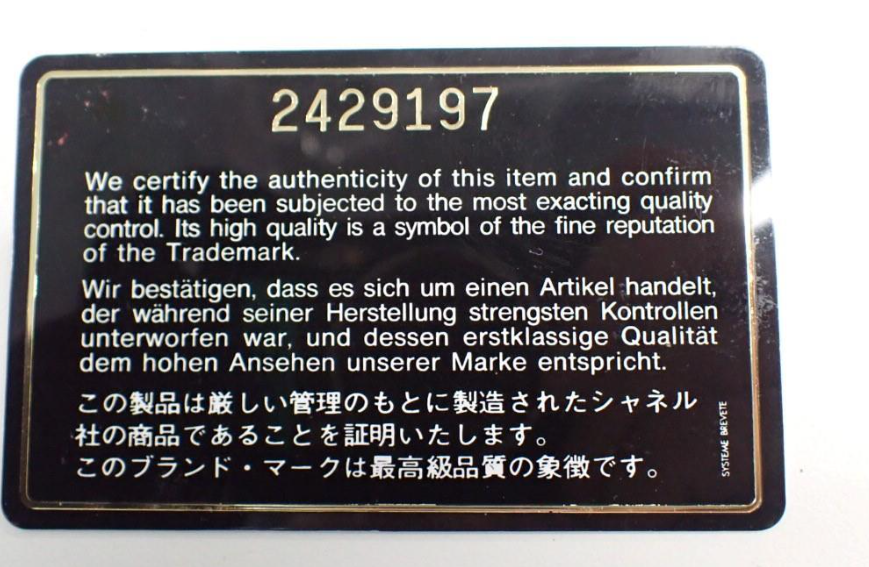 2429197
We certify the authenticity of this item and confirm
that it has been subjected to the most exacting quality
control. Its high quality is a symbol of the fine reputation
of the Trademark.
Wir bestätigen, dass es sich um einen Artikel handelt,
der während seiner Herstellung strengsten Kontrollen
unterworfen war, und dessen erstklassige Qualität
dem hohen Ansehen unserer Marke entspricht.
この製品は厳しい管理のもとに製造されたシャネル
社の商品であることを証明いたします。
このブランド・マークは最高級品質の象徴です。
SYSTEME BREVETE